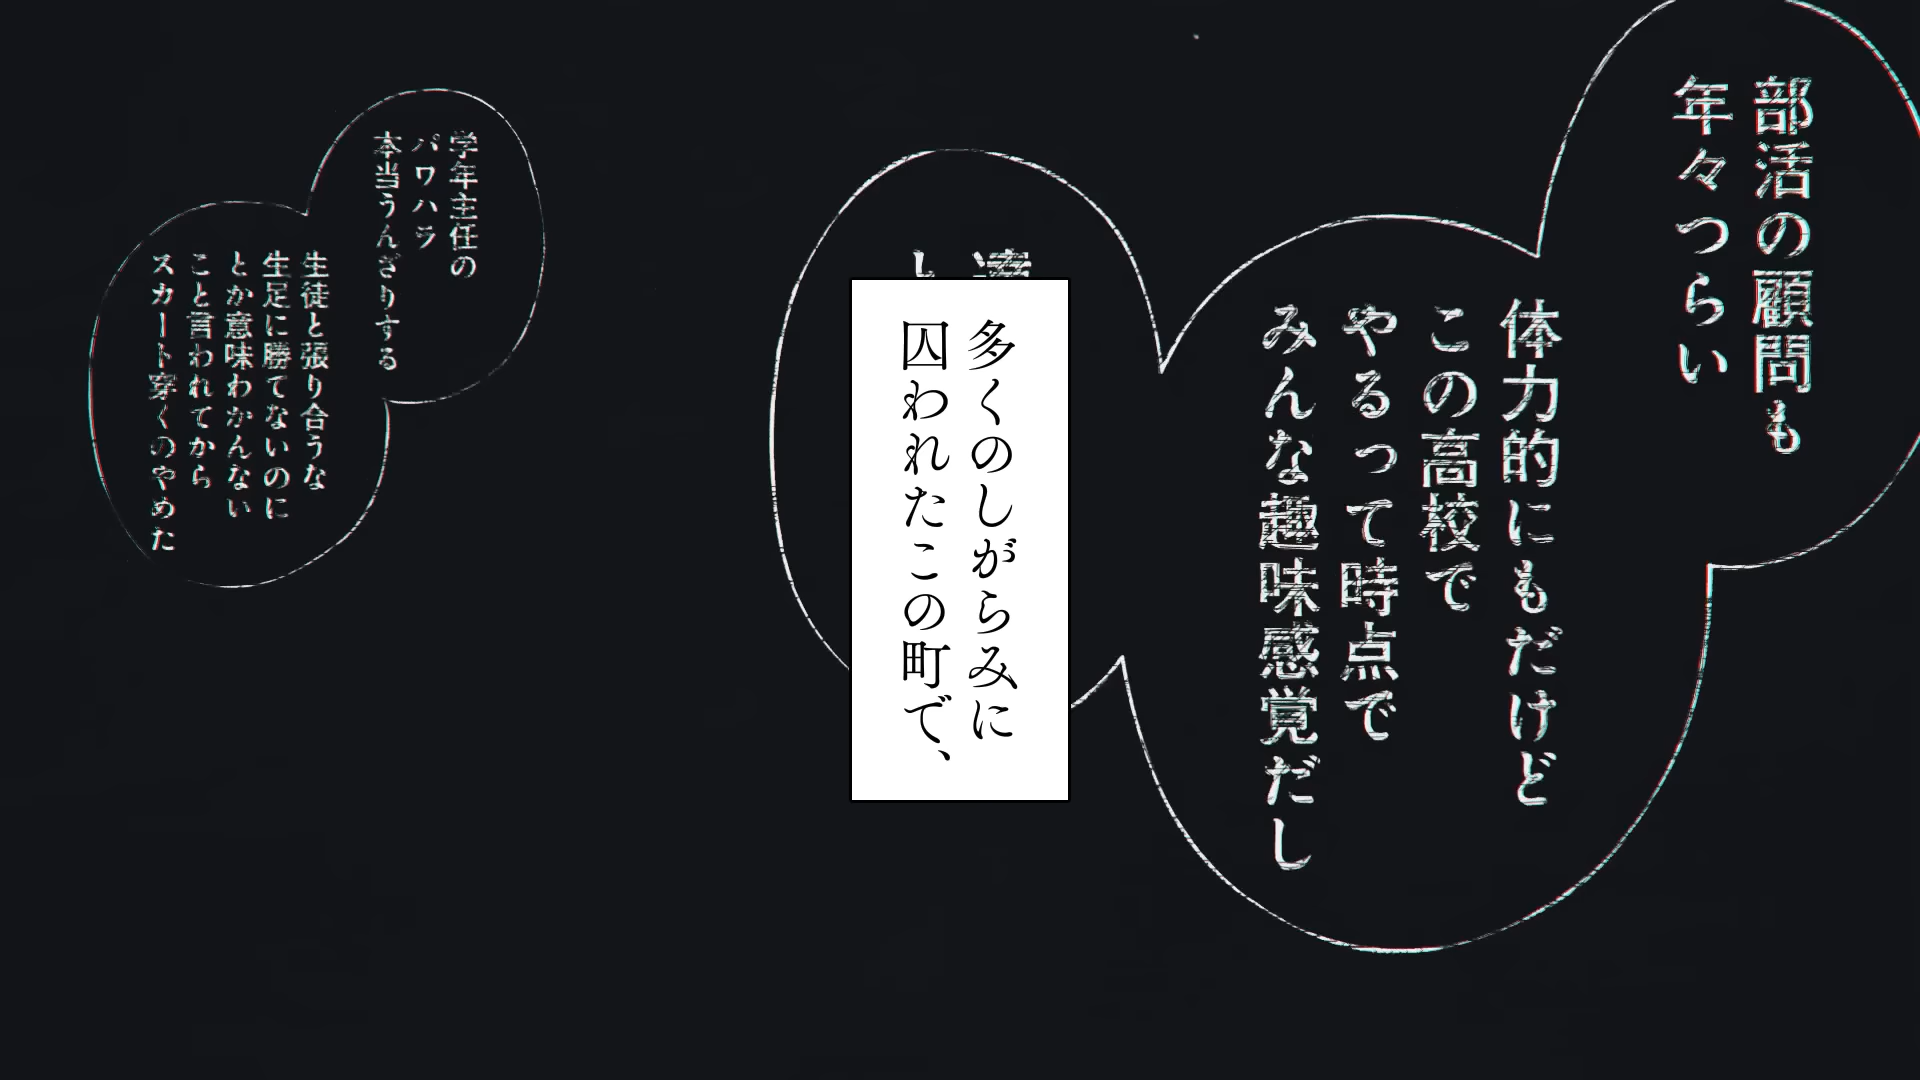 部活の顧問も
年々つらい
体力的にもだけど
この高校で
やるって時点で
みんな趣味感覚だし
多くのしがらみに
囚われたこの町で、
学年主任の
パワハラ
本当うんざりする
生徒と張り合うな
生足に勝てないのに
とか意味わかんない
こと言われてから
スカート穿くのやめた